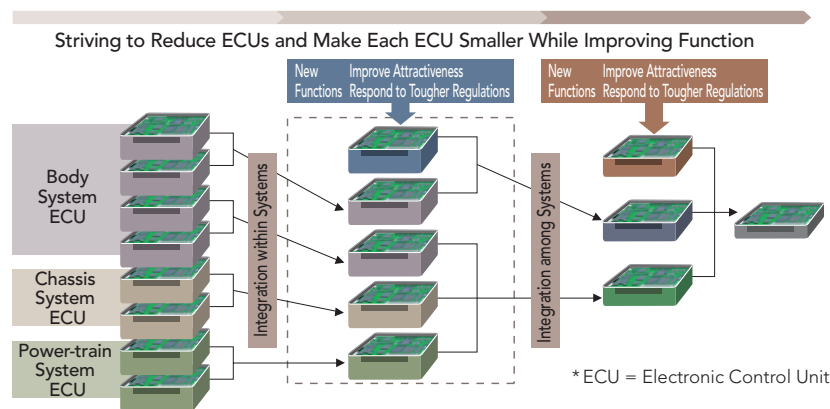 Striving to Reduce ECUs and Make Each ECU Smaller While Improving Function
New Improve Attractiveness
Functions Respond to Tougher Regulations
New Improve Attractiveness
Functions Respond to Tougher Regulations
Body
System
ECU
Chassis
System
ECU
Power-train
System
ECU
Integration within Systems
Integration among Systems
*ECU = Electronic Control Unit